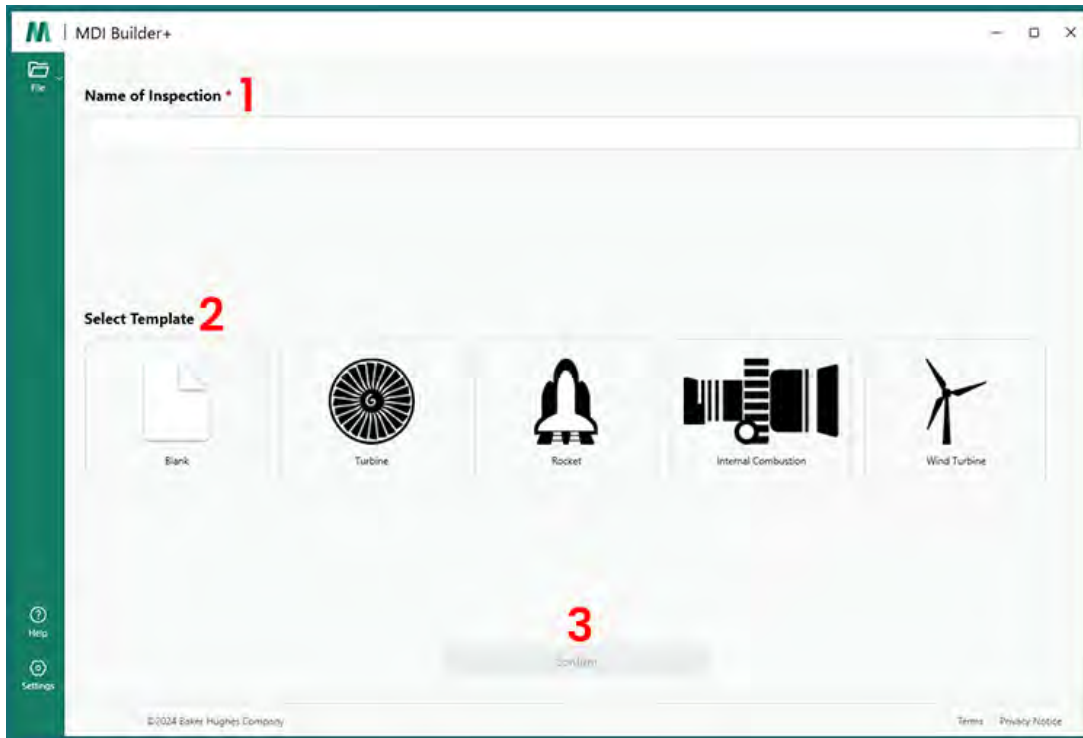 MDI Builder+
File
Name of Inspection * 1
Select Template 2
Blank
Turbine
Rocket
Internal Combustion
Wind Turbine
3
Confirm
Help
Settings
©2024 Baker Hughes Company
Terms Privacy Notice